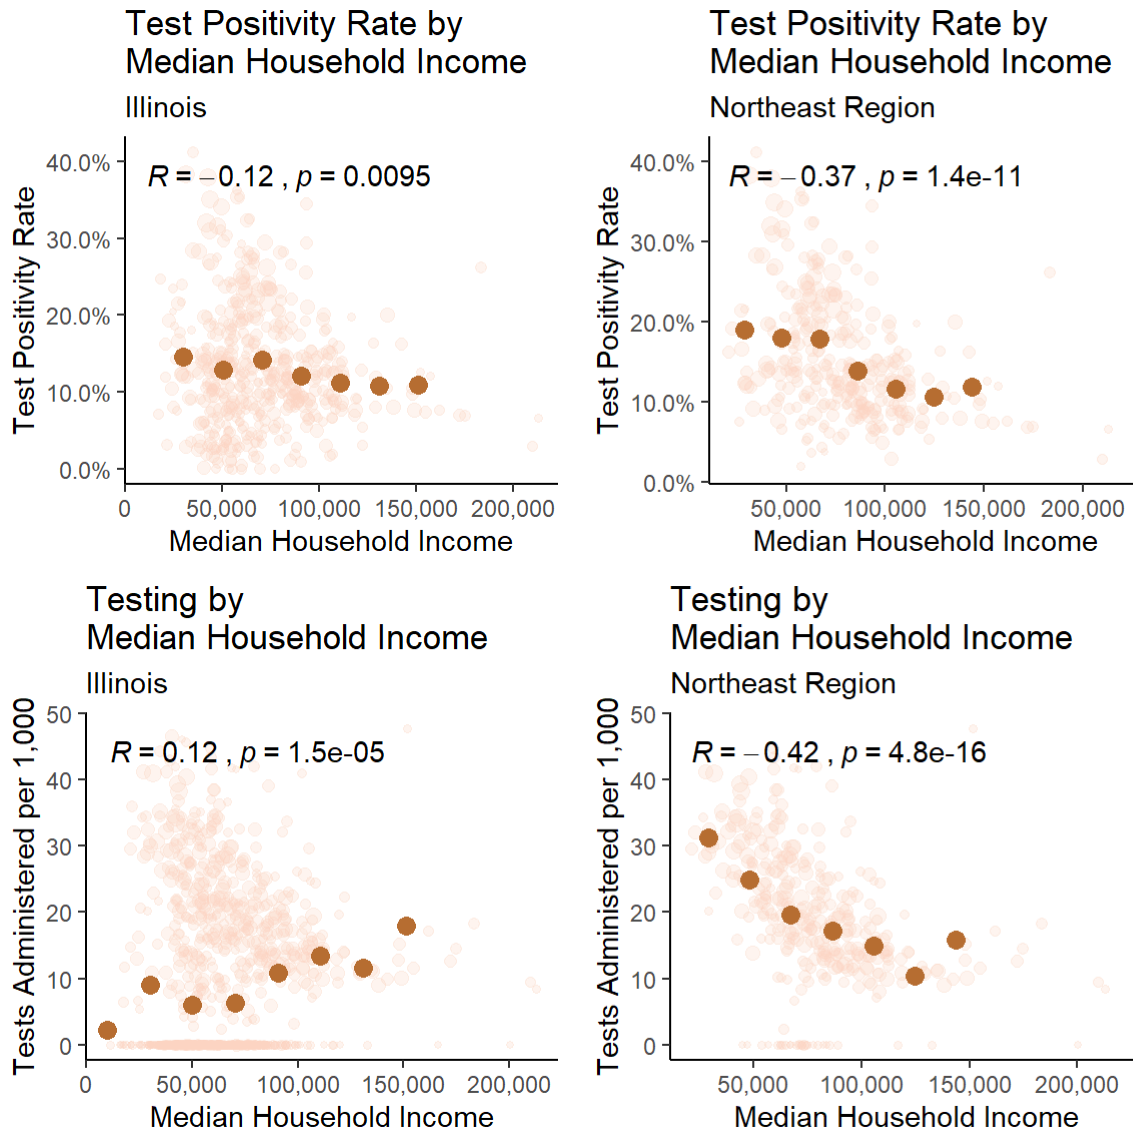 Test Positivity Rate by
Median Household Income
Illinois
Test Positivity Rate
40.0%
30.0%
20.0%
10.0%
0.0%
R = −0.12 , p = 0.0095
0 50,000 100,000 150,000 200,000
Median Household Income
Test Positivity Rate by
Median Household Income
Northeast Region
Test Positivity Rate
40.0%
30.0%
20.0%
10.0%
0.0%
R = −0.37 , p = 1.4e-11
50,000 100,000 150,000 200,000
Median Household Income
Testing by
Median Household Income
Illinois
Tests Administered per 1,000
50
40
30
20
10
0
R = 0.12 , p = 1.5e-05
0 50,000 100,000 150,000 200,000
Median Household Income
Testing by
Median Household Income
Northeast Region
Tests Administered per 1,000
50
40
30
20
10
0
R = −0.42 , p = 4.8e-16
50,000 100,000 150,000 200,000
Median Household Income